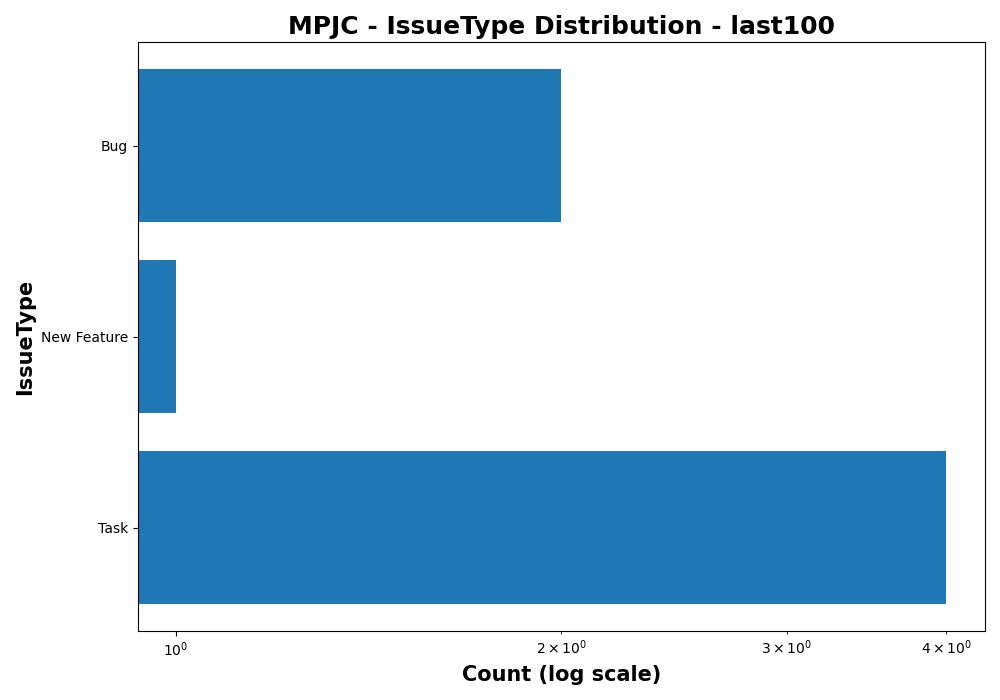 MPJC - IssueType Distribution - last100
Bug
New Feature
Task
IssueType
10⁰
2 × 10⁰
3 × 10⁰
4 × 10⁰
Count (log scale)